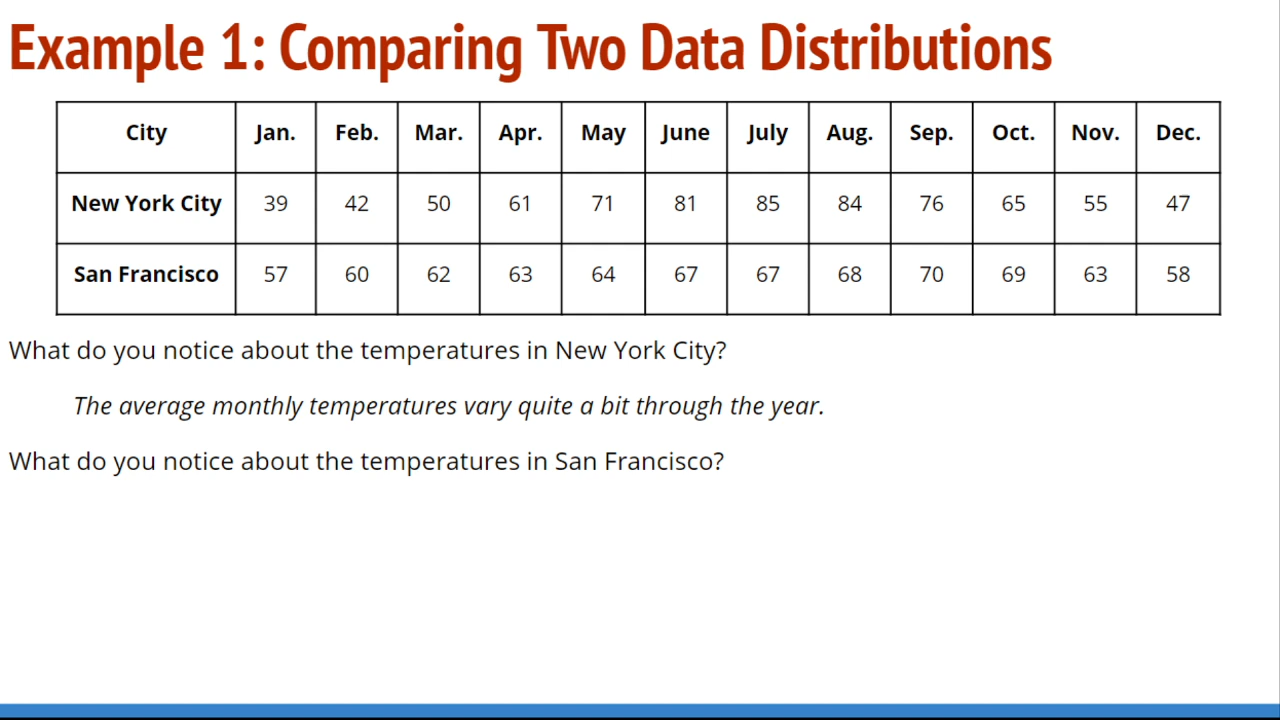 Example 1: Comparing Two Data Distributions
City Jan. Feb. Mar. Apr. May June July Aug. Sep. Oct. Nov. Dec.
New York City 39 42 50 61 71 81 85 84 76 65 55 47
San Francisco 57 60 62 63 64 67 67 68 70 69 63 58
What do you notice about the temperatures in New York City?
The average monthly temperatures vary quite a bit through the year.
What do you notice about the temperatures in San Francisco?